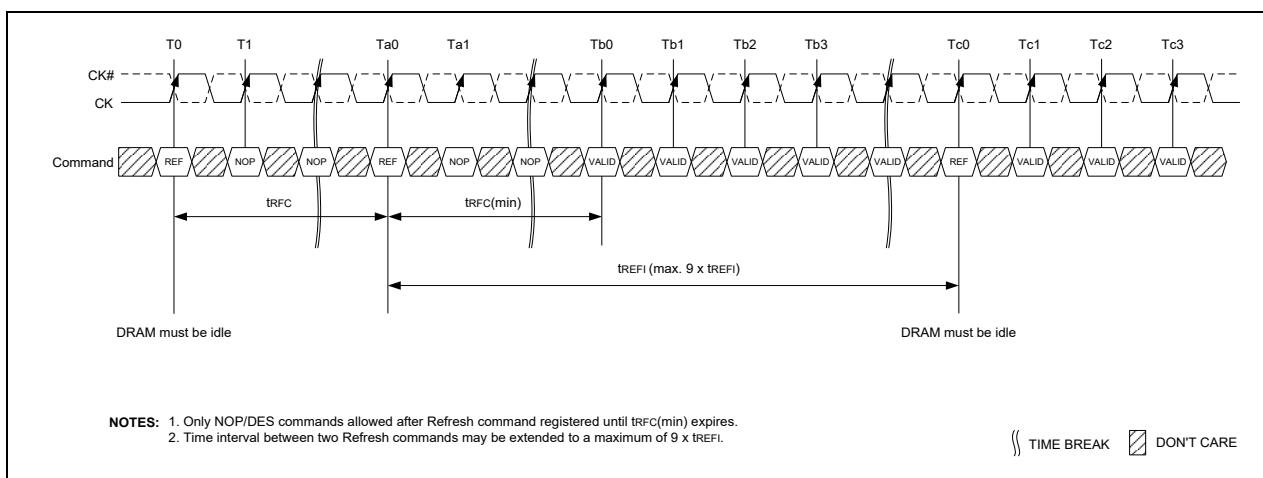 T0 T1 Ta0 Ta1 Tb0 Tb1 Tb2 Tb3 Tc0 Tc1 Tc2 Tc3
CK#
CK
Command REF NOP NOP REF NOP NOP VALID VALID VALID VALID VALID REF VALID VALID VALID
tRFC tRFC(min)
tREFI (max. 9 x tREFI)
DRAM must be idle DRAM must be idle
NOTES: 1. Only NOP/DES commands allowed after Refresh command registered until tRFC(min) expires.
2. Time interval between two Refresh commands may be extended to a maximum of 9 x tREFI.
TIME BREAK DON'T CARE